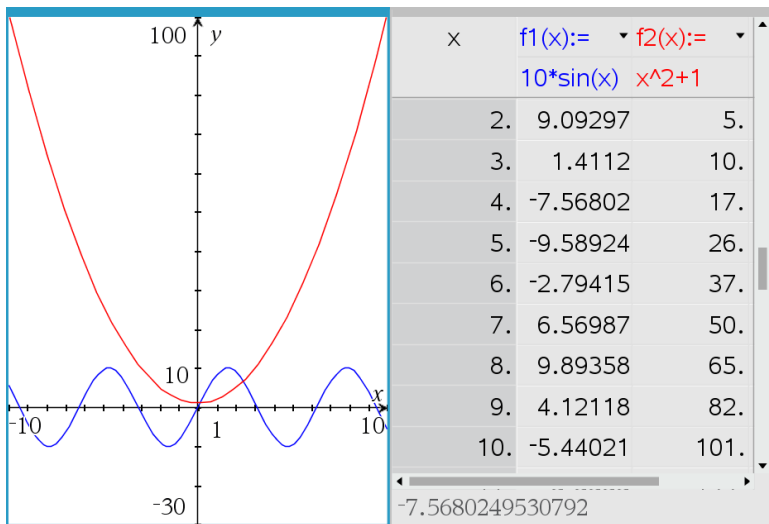 100 y
10
x
-10 1 10
-30
x f1(x):= f2(x):=
10*sin(x) x^2+1
2. 9.09297 5.
3. 1.4112 10.
4. -7.56802 17.
5. -9.58924 26.
6. -2.79415 37.
7. 6.56987 50.
8. 9.89358 65.
9. 4.12118 82.
10. -5.44021 101.
-7.5680249530792